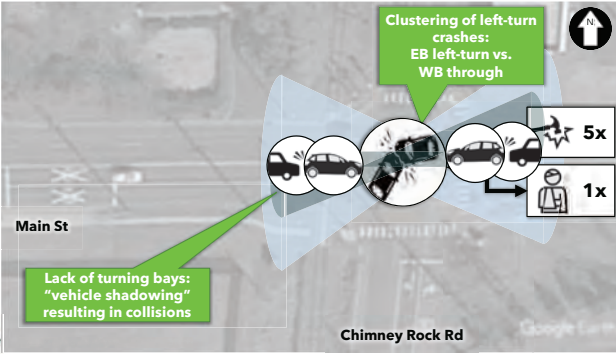 Clustering of left-turn
crashes:
EB left-turn vs.
WB through
N
5x
1x
Main St
Lack of turning bays:
"vehicle shadowing"
resulting in collisions
Chimney Rock Rd
Google Earth